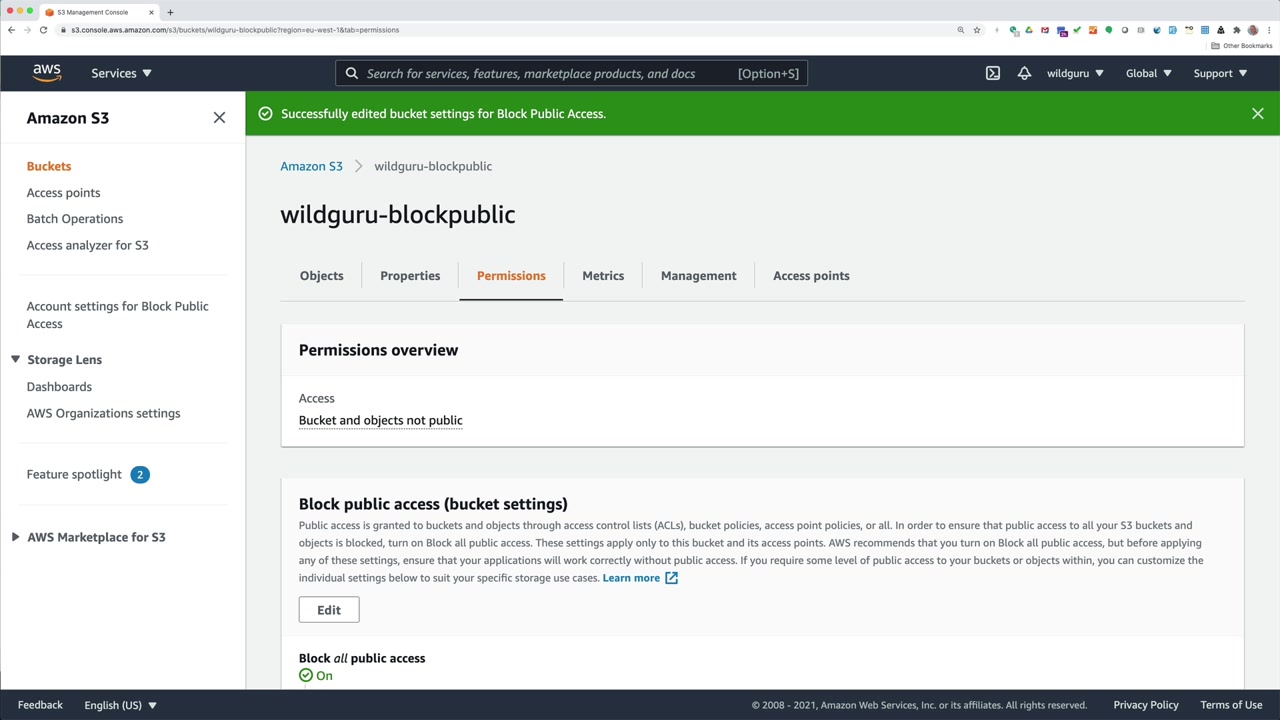 S3 Management Console
s3.console.aws.amazon.com/s3/buckets/wildguru-blockpublic?region=eu-west-1&tab=permissions
Other Bookmarks
aws
Services
Search for services, features, marketplace products, and docs
[Option+S]
wildguru
Global
Support
Amazon S3
Successfully edited bucket settings for Block Public Access.
Buckets
Access points
Batch Operations
Access analyzer for S3
Account settings for Block Public
Access
Storage Lens
Dashboards
AWS Organizations settings
Feature spotlight 2
AWS Marketplace for S3
Amazon S3 > wildguru-blockpublic
wildguru-blockpublic
Objects Properties Permissions Metrics Management Access points
Permissions overview
Access
Bucket and objects not public
Block public access (bucket settings)
Public access is granted to buckets and objects through access control lists (ACLs), bucket policies, access point policies, or all. In order to ensure that public access to all your S3 buckets and
objects is blocked, turn on Block all public access. These settings apply only to this bucket and its access points. AWS recommends that you turn on Block all public access, but before applying
any of these settings, ensure that your applications will work correctly without public access. If you require some level of public access to your buckets or objects within, you can customize the
individual settings below to suit your specific storage use cases. Learn more
Edit
Block all public access
On
Feedback
English (US)
© 2008 - 2021, Amazon Web Services, Inc. or its affiliates. All rights reserved.
Privacy Policy
Terms of Use